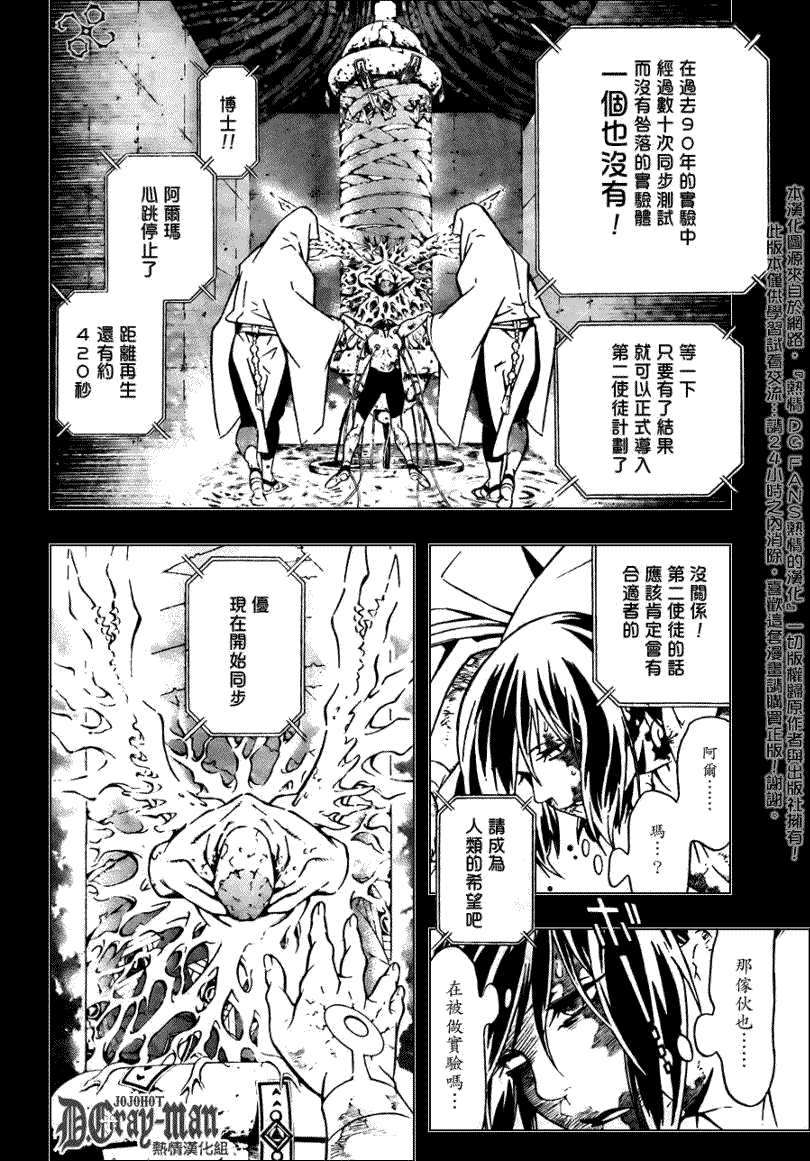 在過去90年的實驗中
經過數十次同步測試
而沒有咎落的實驗體
一個也沒有！
博士!!
阿爾瑪
心跳停止了
距離再生
還有約
420秒
等一下
只要有了結果
就可以正式導入
第二使徒計劃了
沒關係！
第二使徒的話
應該肯定會有
合適者的
阿爾……
瑪…？
請成為
人類的希望吧
那傢伙也……
在被做實驗嗎…
優
現在開始同步
本漢化圖源來自於網路，『熱情DG FANS熱情的漢化』一切版權歸原作者與出版社擁有！
此版本僅供學習試看交流…請24小時之內消除。喜歡這套漫畫請購買正版！謝謝。
JOJOHOT
D.Gray-man
熱情漢化組